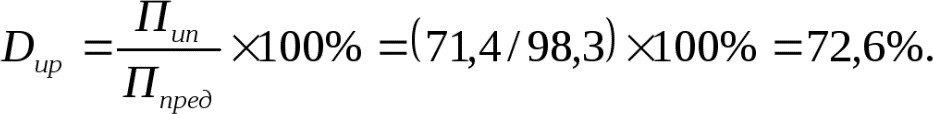 D_ир = П_ип / П_пред × 100% = (71,4 / 98,3) × 100% = 72,6%.